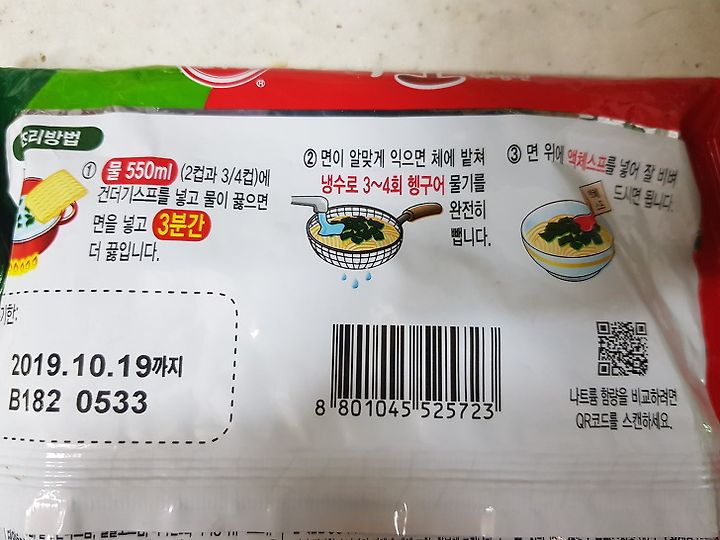 조리방법
① 물 550ml (2컵과 3/4컵)에
건더기스프를 넣고 물이 끓으면
면을 넣고 3분간
더 끓입니다.
② 면이 알맞게 익으면 체에 밭쳐
냉수로 3~4회 헹구어 물기를
완전히
뺍니다.
③ 면 위에 액체스프를 넣어 잘 비벼
드시면 됩니다.
기한:
2019.10.19까지
B182 0533
8 801045 525723
나트륨 함량을 비교하려면
QR코드를 스캔하세요.